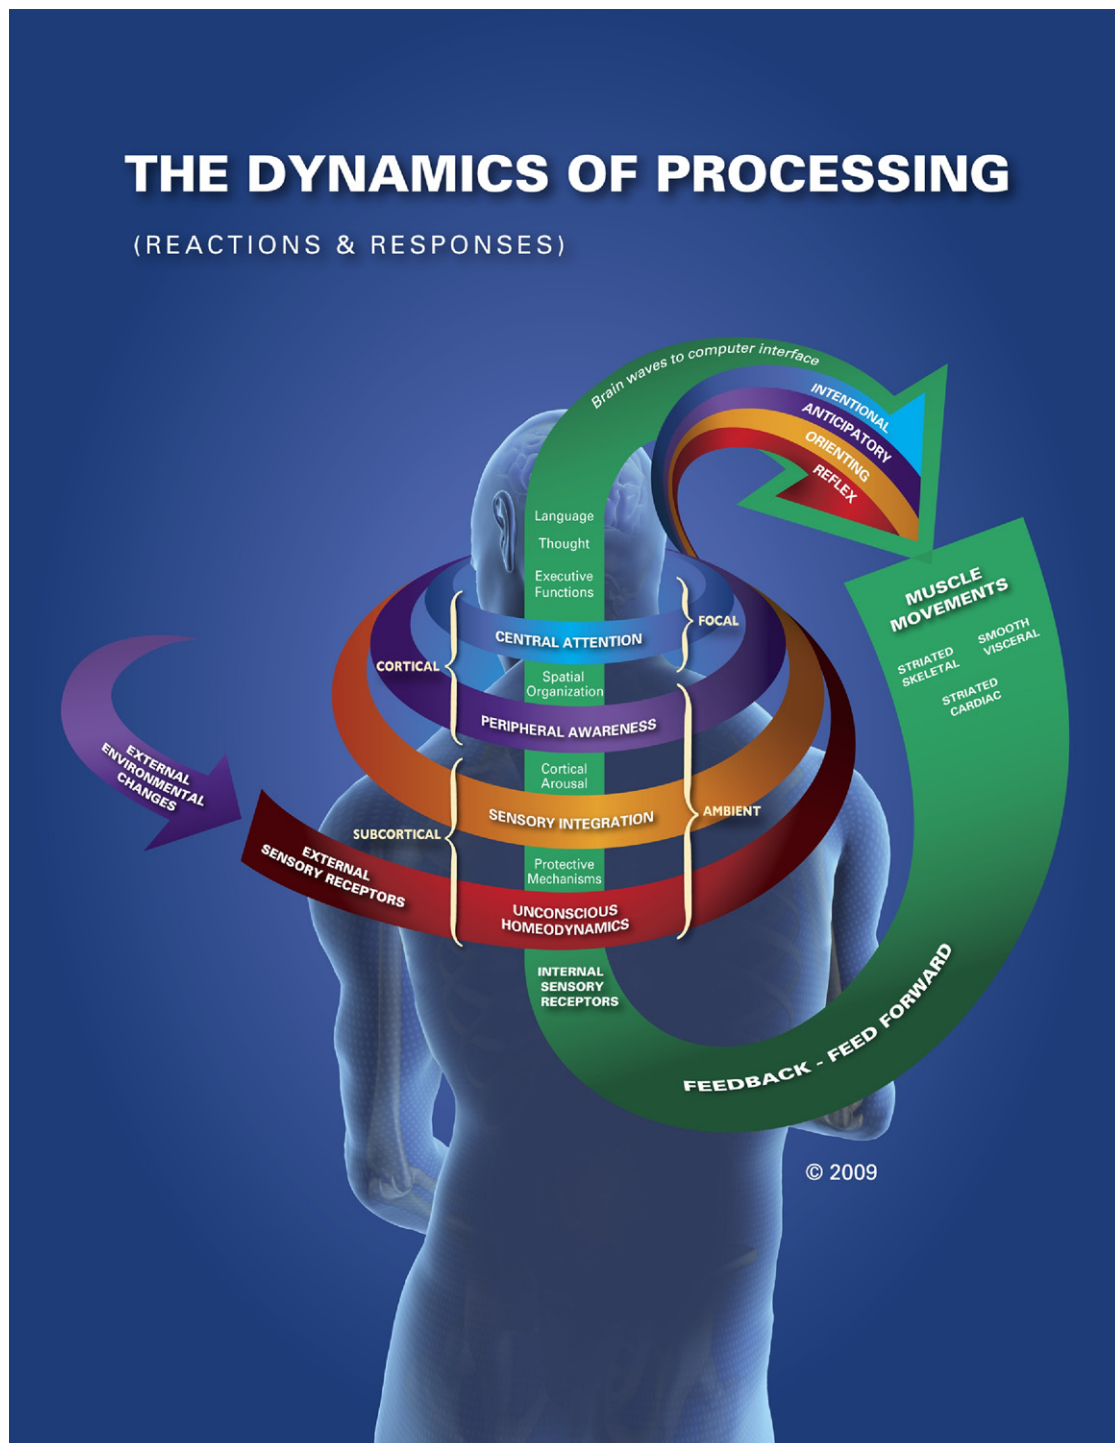 THE DYNAMICS OF PROCESSING
(REACTIONS & RESPONSES)
Brain waves to computer interface
INTENTIONAL
ANTICIPATORY
ORIENTING
REFLEX
Language
Thought
Executive
Functions
CENTRAL ATTENTION
FOCAL
CORTICAL
Spatial
Organization
PERIPHERAL AWARENESS
Cortical
Arousal
SENSORY INTEGRATION
AMBIENT
SUBCORTICAL
Protective
Mechanisms
UNCONSCIOUS
HOMEODYNAMICS
INTERNAL
SENSORY
RECEPTORS
EXTERNAL
ENVIRONMENTAL
CHANGES
EXTERNAL
SENSORY RECEPTORS
MUSCLE
MOVEMENTS
STRIATED
SKELETAL
SMOOTH
VISCERAL
STRIATED
CARDIAC
FEEDBACK - FEED FORWARD
© 2009